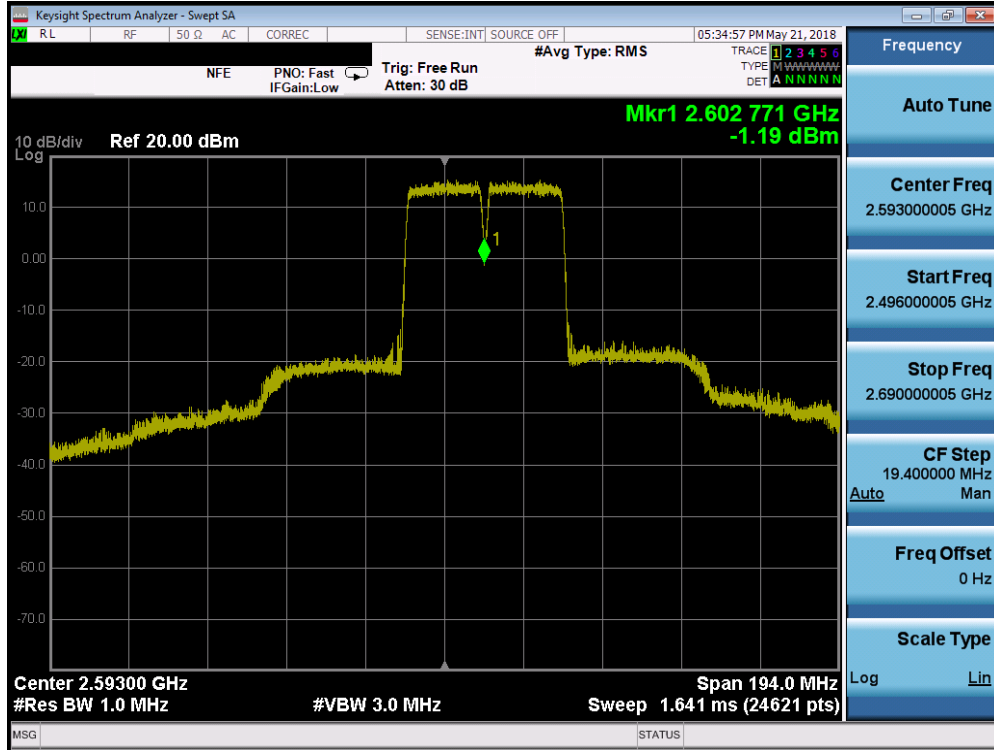 Keysight Spectrum Analyzer - Swept SA
LXI RL RF 50 Ω AC CORREC SENSE:INT SOURCE OFF 05:34:57 PM May 21, 2018
#Avg Type: RMS TRACE 1 2 3 4 5 6
NFE PNO: Fast Trig: Free Run TYPE M W W W W W
IFGain:Low Atten: 30 dB DET A N N N N N
Mkr1 2.602 771 GHz
10 dB/div Ref 20.00 dBm -1.19 dBm
Log
10.0
0.00
-10.0
-20.0
-30.0
-40.0
-50.0
-60.0
-70.0
1
Center 2.59300 GHz Span 194.0 MHz
#Res BW 1.0 MHz #VBW 3.0 MHz Sweep 1.641 ms (24621 pts)
MSG STATUS
Frequency
Auto Tune
Center Freq
2.593000005 GHz
Start Freq
2.496000005 GHz
Stop Freq
2.690000005 GHz
CF Step
19.400000 MHz
Auto Man
Freq Offset
0 Hz
Scale Type
Log Lin